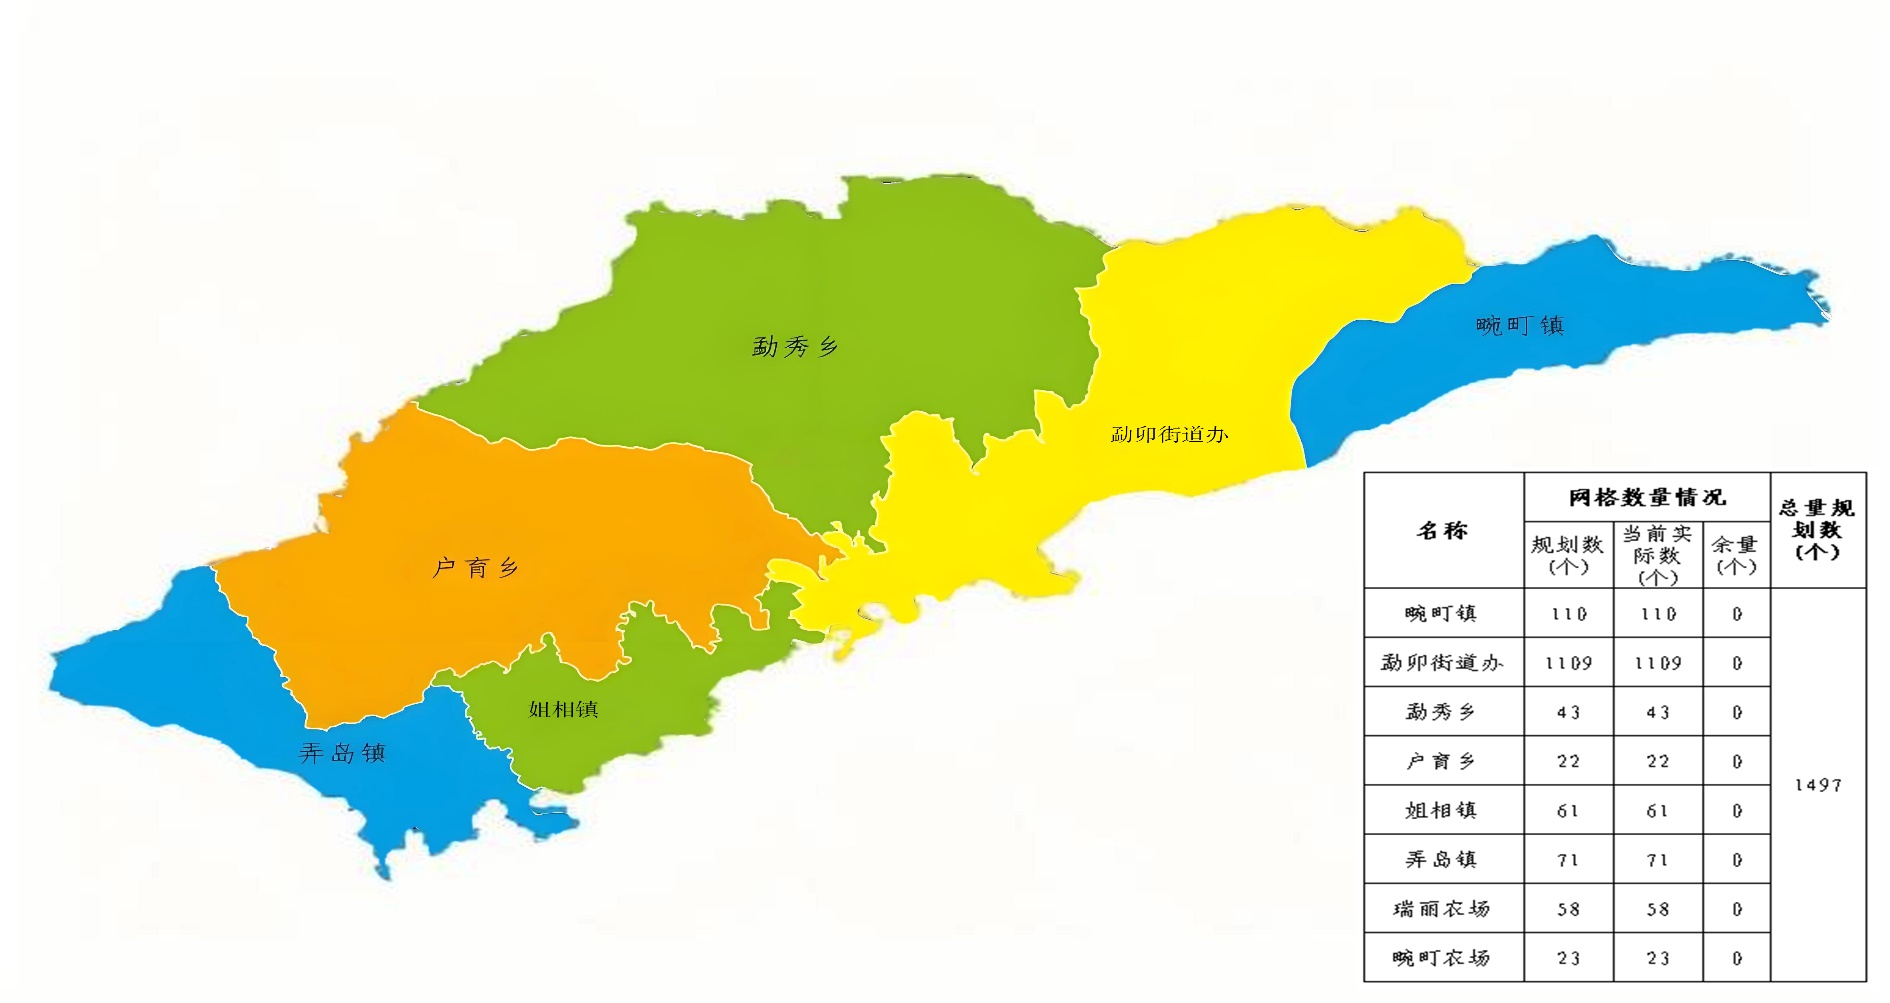 勐秀乡
畹町镇
勐卯街道办
户育乡
姐相镇
弄岛镇
名称 网格数量情况 总量规划数(个)
规划数(个) 当前实际数(个) 余量(个)
畹町镇 110 110 0 1497
勐卯街道办 1109 1109 0
勐秀乡 43 43 0
户育乡 22 22 0
姐相镇 61 61 0
弄岛镇 71 71 0
瑞丽农场 58 58 0
畹町农场 23 23 0